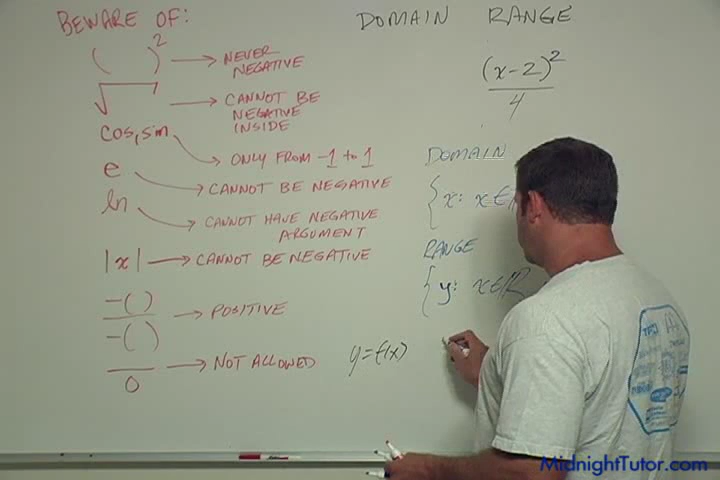 BEWARE OF:
( )²
→ NEVER NEGATIVE
√
→ CANNOT BE NEGATIVE INSIDE
cos, sin
→ ONLY FROM -1 to 1
e
→ CANNOT BE NEGATIVE
ln
→ CANNOT HAVE NEGATIVE ARGUMENT
|x| → CANNOT BE NEGATIVE
-( )
-( )
→ POSITIVE
0
→ NOT ALLOWED
DOMAIN RANGE
(x-2)²
4
DOMAIN
{x: x∈
RANGE
{y: x∈ℝ
y=f(x)
MidnightTutor.com